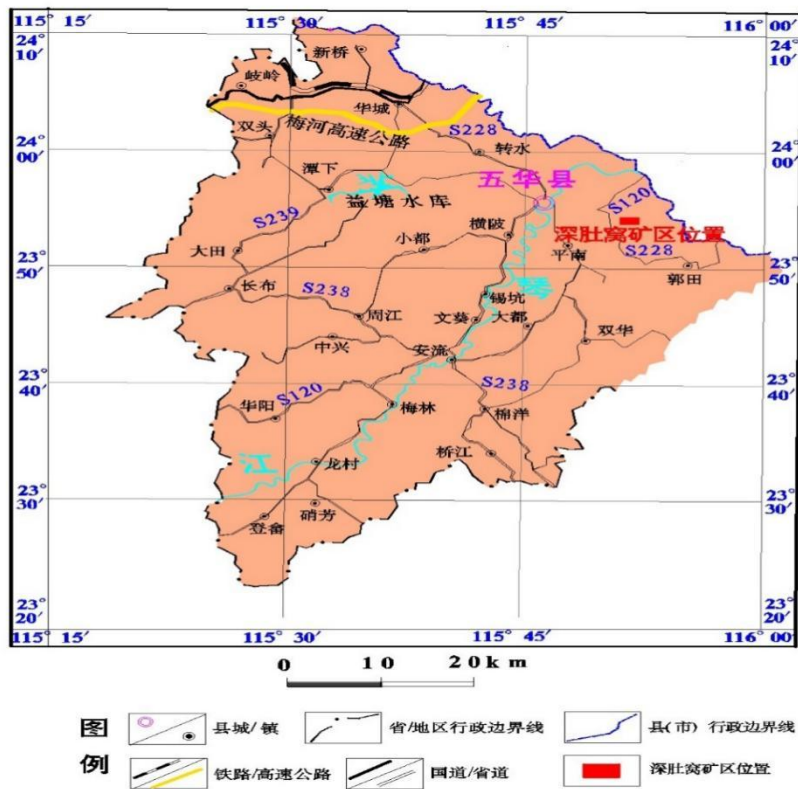 115° 15′
115° 30′
115° 45′
116° 00′
24° 10′
24° 10′
新桥
岐岭
华城
双头
梅河高速公路
S228
24° 00′
24° 00′
转水
潭下
五华县
S120
益塘水库
S239
横陂
深肚窝矿区位置
小都
大田
平南
S228
23° 50′
23° 50′
郭田
琴
长布
S238
锡坑
周江
文葵
大都
双华
中兴
安流
23° 40′
23° 40′
S238
华阳
S120
梅林
棉洋
桥江
江
龙村
23° 30′
23° 30′
硝芳
登畲
23° 20′
23° 20′
115° 15′
115° 30′
115° 45′
116° 00′
0 10 20km
图例
县城/镇
省/地区行政边界线
县(市) 行政边界线
铁路/高速公路
国道/省道
深肚窝矿区位置